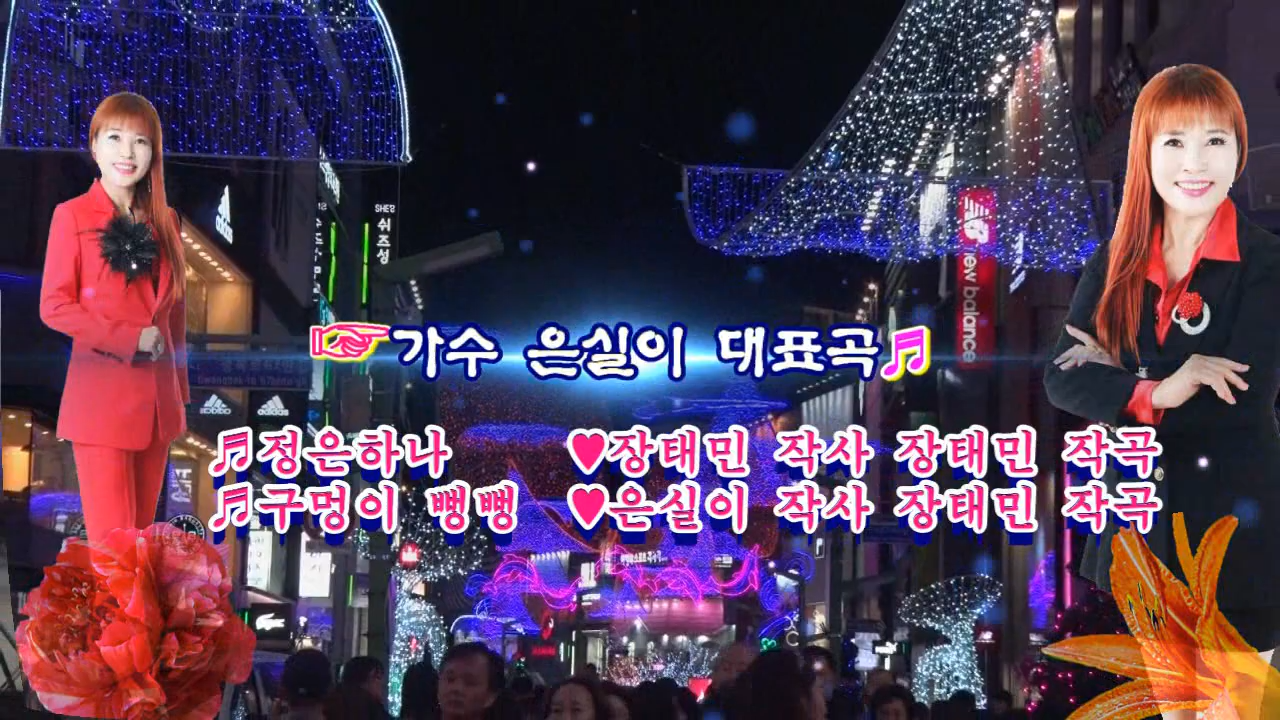 SHES
쉬즈성
new balance
☞가수 은실이 대표곡♬
adidas adidas
♬정은하나 ♥장태민 작사 장태민 작곡
♬구멍이 뻥뻥 ♥은실이 작사 장태민 작곡